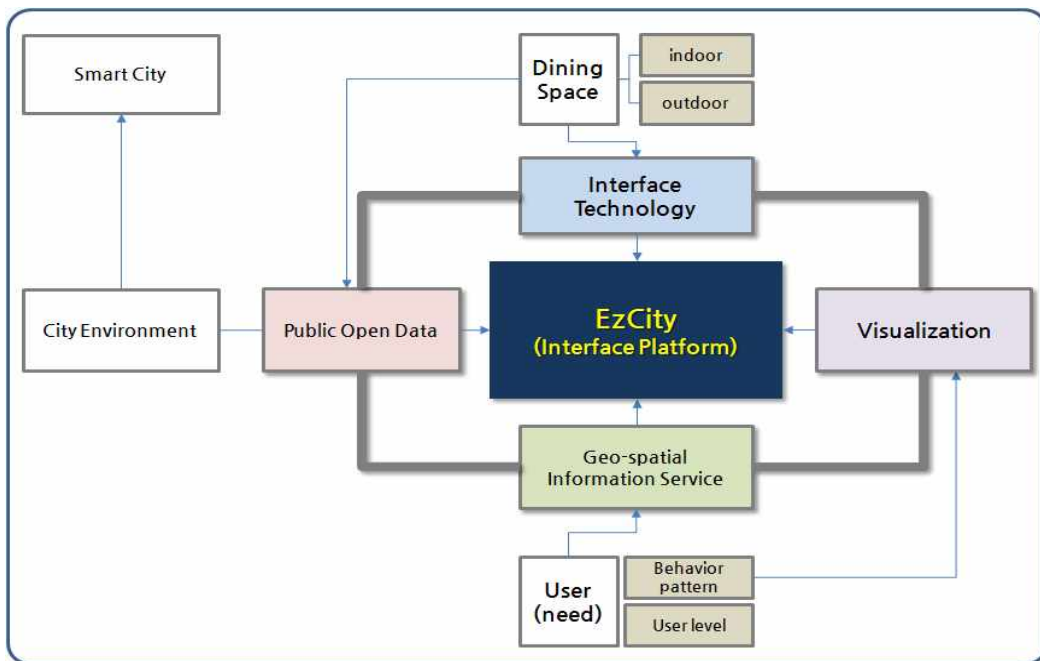 Smart City
Dining
Space
indoor
outdoor
Interface
Technology
City Environment
Public Open Data
EzCity
(Interface Platform)
Visualization
Geo-spatial
Information Service
User
(need)
Behavior
pattern
User level